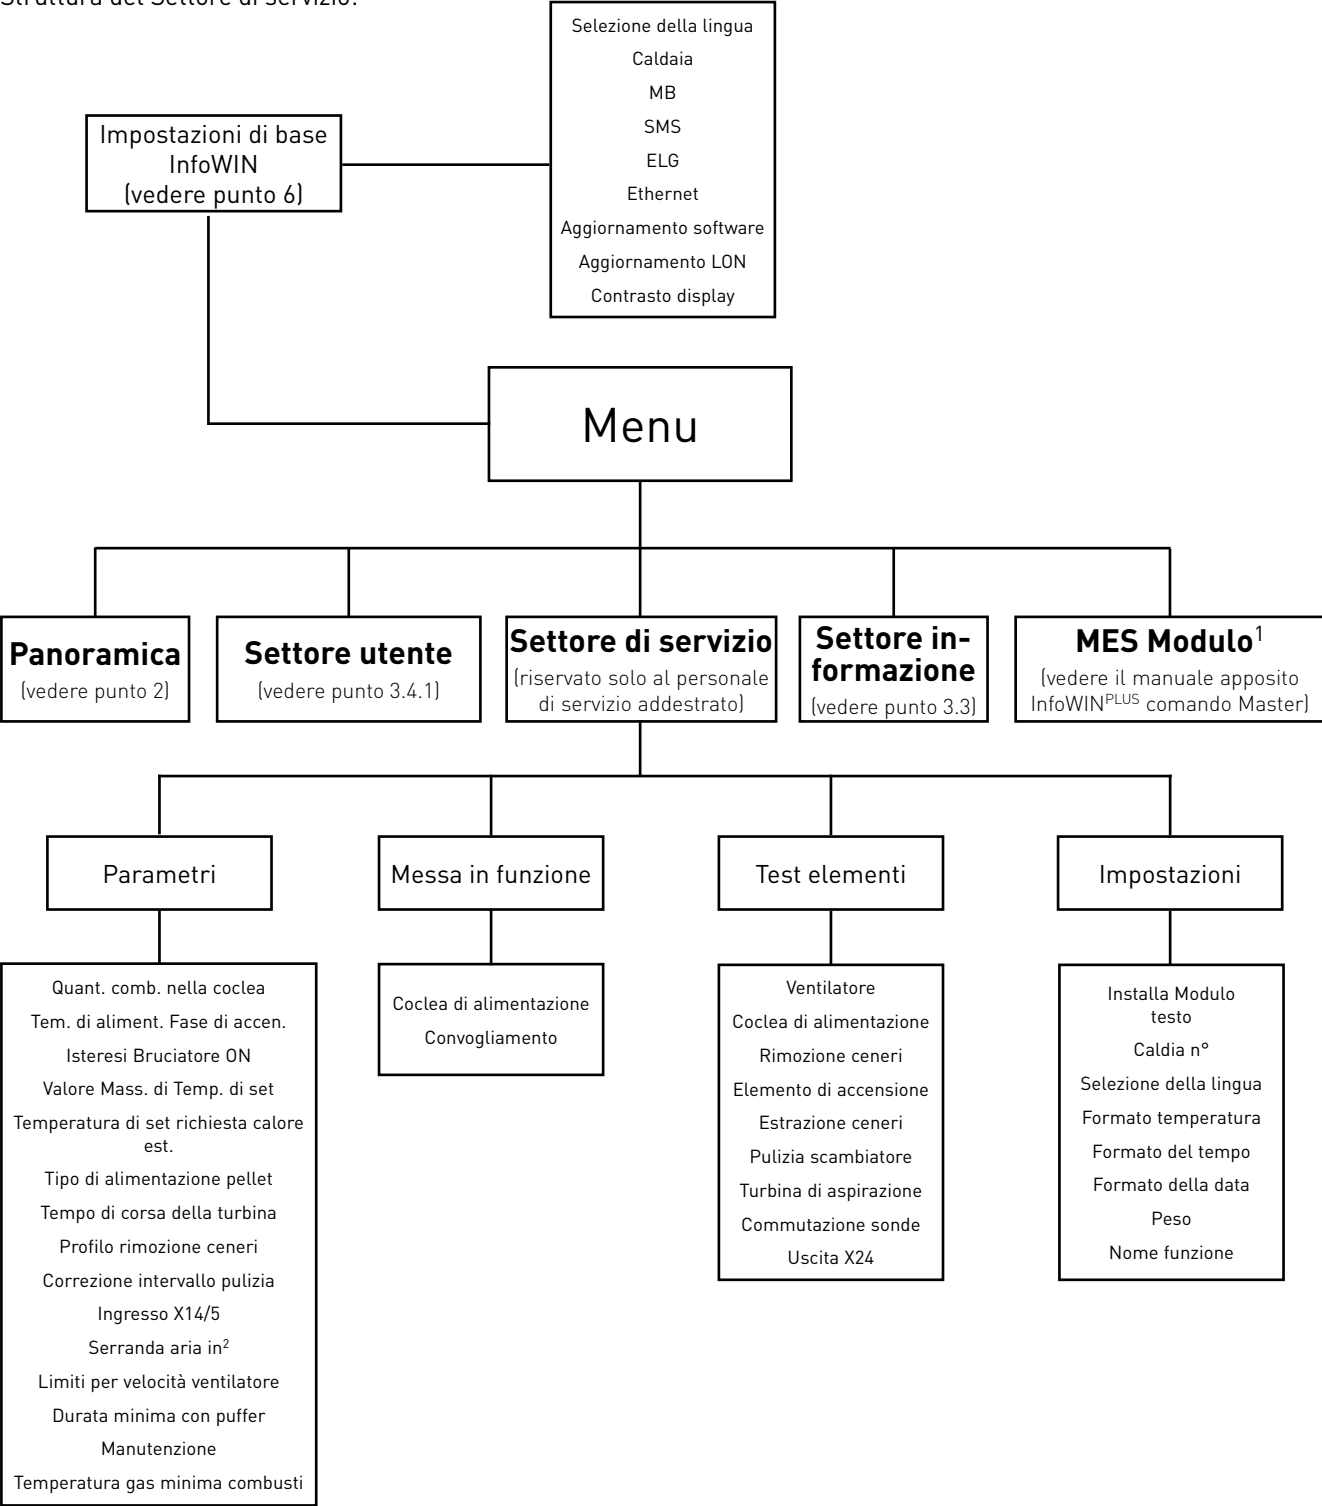 Struttura del Settore di servizio:
Selezione della lingua
Caldaia
MB
SMS
ELG
Ethernet
Aggiornamento software
Aggiornamento LON
Contrasto display
Impostazioni di base
InfoWIN
(vedere punto 6)
Menu
Panoramica
(vedere punto 2)
Settore utente
(vedere punto 3.4.1)
Settore di servizio
(riservato solo al personale
di servizio addestrato)
Settore in-
formazione
(vedere punto 3.3)
MES Modulo1
(vedere il manuale apposito
InfoWINPLUS comando Master)
Parametri
Messa in funzione
Test elementi
Impostazioni
Quant. comb. nella coclea
Tem. di aliment. Fase di accen.
Isteresi Bruciatore ON
Valore Mass. di Temp. di set
Temperatura di set richiesta calore
est.
Tipo di alimentazione pellet
Tempo di corsa della turbina
Profilo rimozione ceneri
Correzione intervallo pulizia
Ingresso X14/5
Serranda aria in2
Limiti per velocità ventilatore
Durata minima con puffer
Manutenzione
Temperatura gas minima combusti
Coclea di alimentazione
Convogliamento
Ventilatore
Coclea di alimentazione
Rimozione ceneri
Elemento di accensione
Estrazione ceneri
Pulizia scambiatore
Turbina di aspirazione
Commutazione sonde
Uscita X24
Installa Modulo
testo
Caldia n°
Selezione della lingua
Formato temperatura
Formato del tempo
Formato della data
Peso
Nome funzione